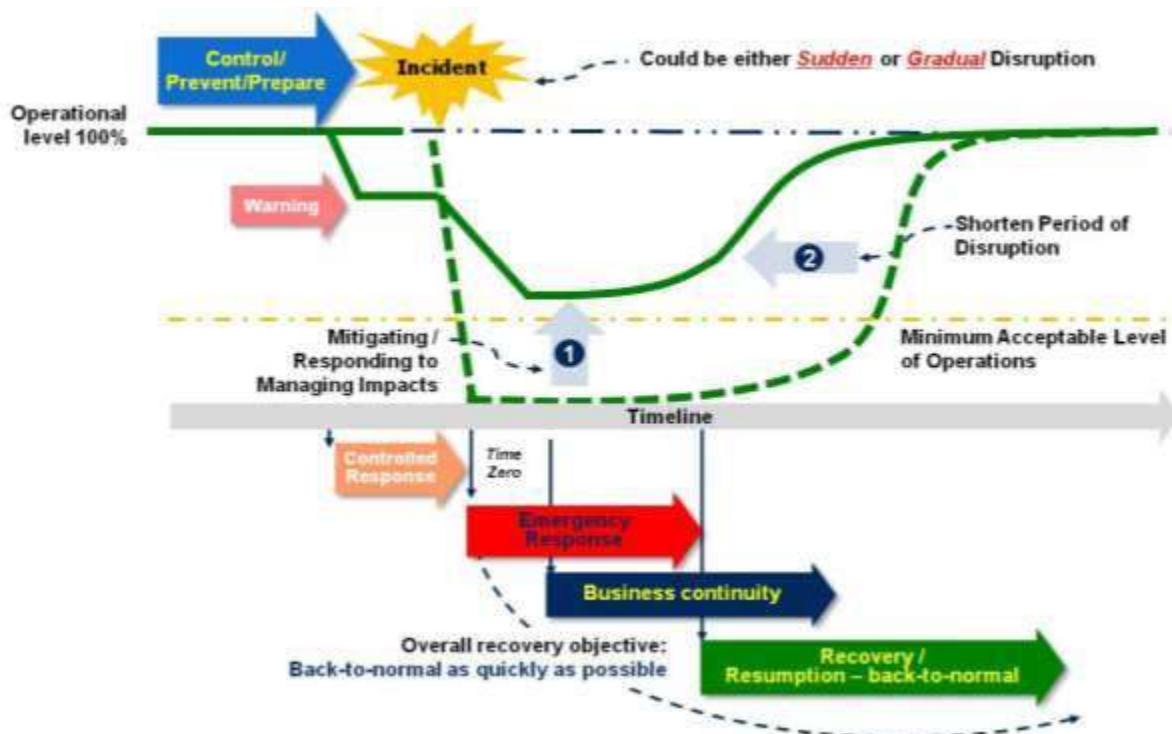 Control/
Prevent/Prepare
Incident
Could be either Sudden or Gradual Disruption
Operational
level 100%
Warning
Shorten Period of
Disruption
2
Mitigating /
Responding to
Managing Impacts
1
Minimum Acceptable Level
of Operations
Timeline
Controlled
Response
Time
Zero
Emergency
Response
Business continuity
Overall recovery objective:
Back-to-normal as quickly as possible
Recovery /
Resumption – back-to-normal